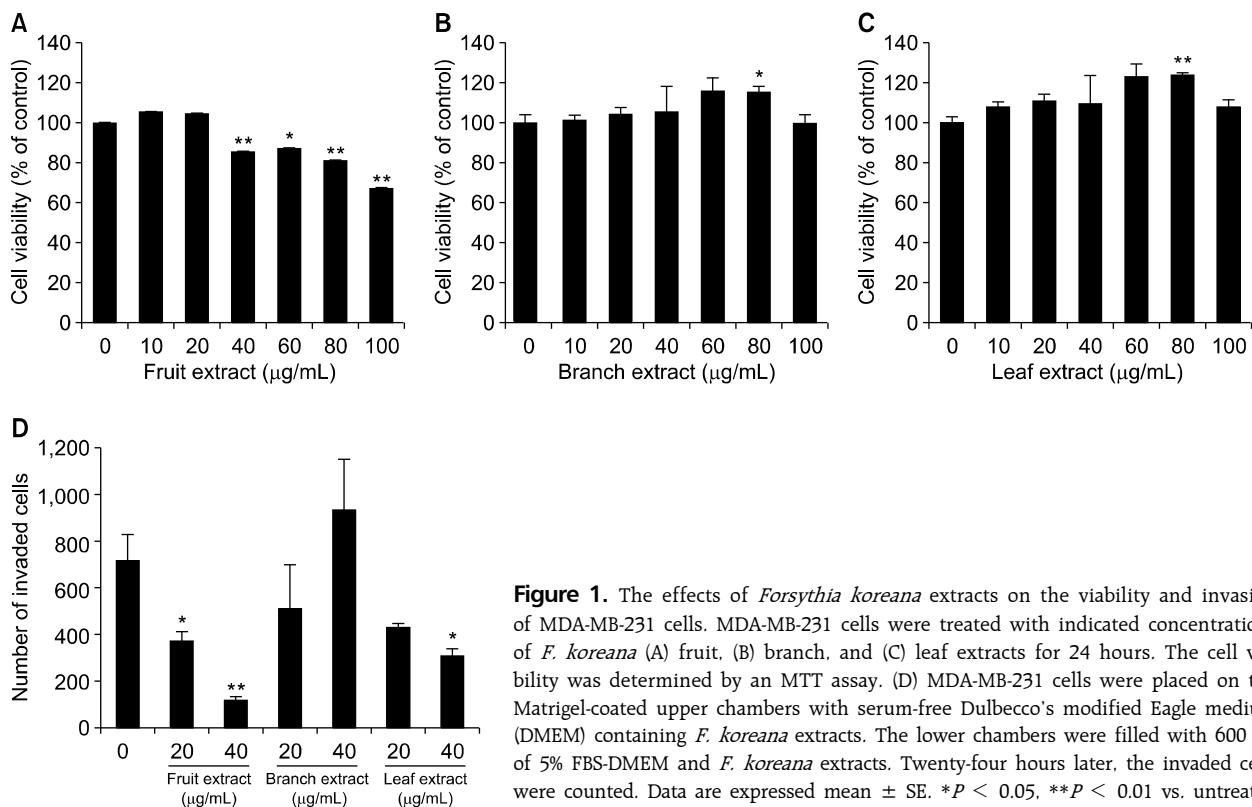 A
Cell viability (% of control)
140
120
100
80
60
40
20
0
** * ** **
0 10 20 40 60 80 100
Fruit extract (µg/mL)
B
Cell viability (% of control)
140
120
100
80
60
40
20
0
*
0 10 20 40 60 80 100
Branch extract (µg/mL)
C
Cell viability (% of control)
140
120
100
80
60
40
20
0
**
0 10 20 40 60 80 100
Leaf extract (µg/mL)
D
Number of invaded cells
1,200
1,000
800
600
400
200
0
* ** *
0 20 40 20 40 20 40
Fruit extract Branch extract Leaf extract
(µg/mL) (µg/mL) (µg/mL)
Figure 1. The effects of Forsythia koreana extracts on the viability and invasi
of MDA-MB-231 cells. MDA-MB-231 cells were treated with indicated concentration
of F. koreana (A) fruit, (B) branch, and (C) leaf extracts for 24 hours. The cell v
bility was determined by an MTT assay. (D) MDA-MB-231 cells were placed on t
Matrigel-coated upper chambers with serum-free Dulbecco's modified Eagle mediu
(DMEM) containing F. koreana extracts. The lower chambers were filled with 600
of 5% FBS-DMEM and F. koreana extracts. Twenty-four hours later, the invaded ce
were counted. Data are expressed mean ± SE. *P < 0.05, **P < 0.01 vs. untreat